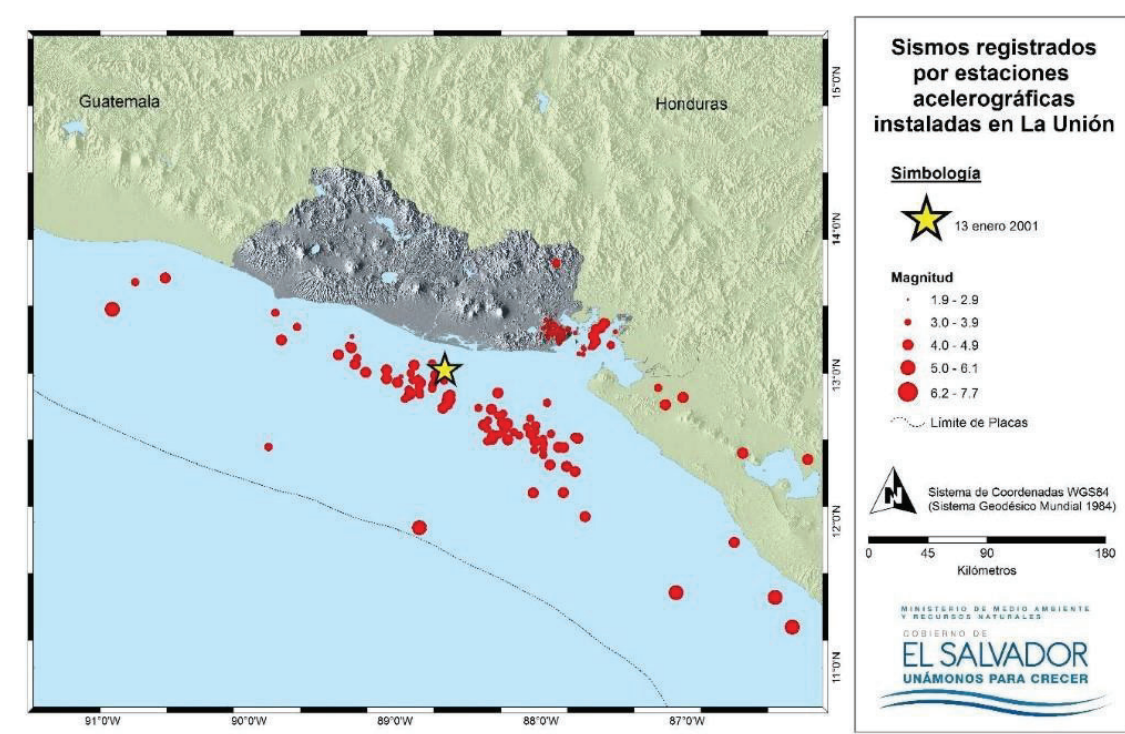 Guatemala
Honduras
15°0'N
14°0'N
13°0'N
12°0'N
11°0'N
91°0'W
90°0'W
89°0'W
88°0'W
87°0'W
Sismos registrados
por estaciones
acelerográficas
instaladas en La Unión
Simbología
13 enero 2001
Magnitud
1.9 - 2.9
3.0 - 3.9
4.0 - 4.9
5.0 - 6.1
6.2 - 7.7
Límite de Placas
N
Sistema de Coordenadas WGS84
(Sistema Geodésico Mundial 1984)
0 45 90 180
Kilómetros
MINISTERIO DE MEDIO AMBIENTE
Y RECURSOS NATURALES
GOBIERNO DE
EL SALVADOR
UNÁMONOS PARA CRECER